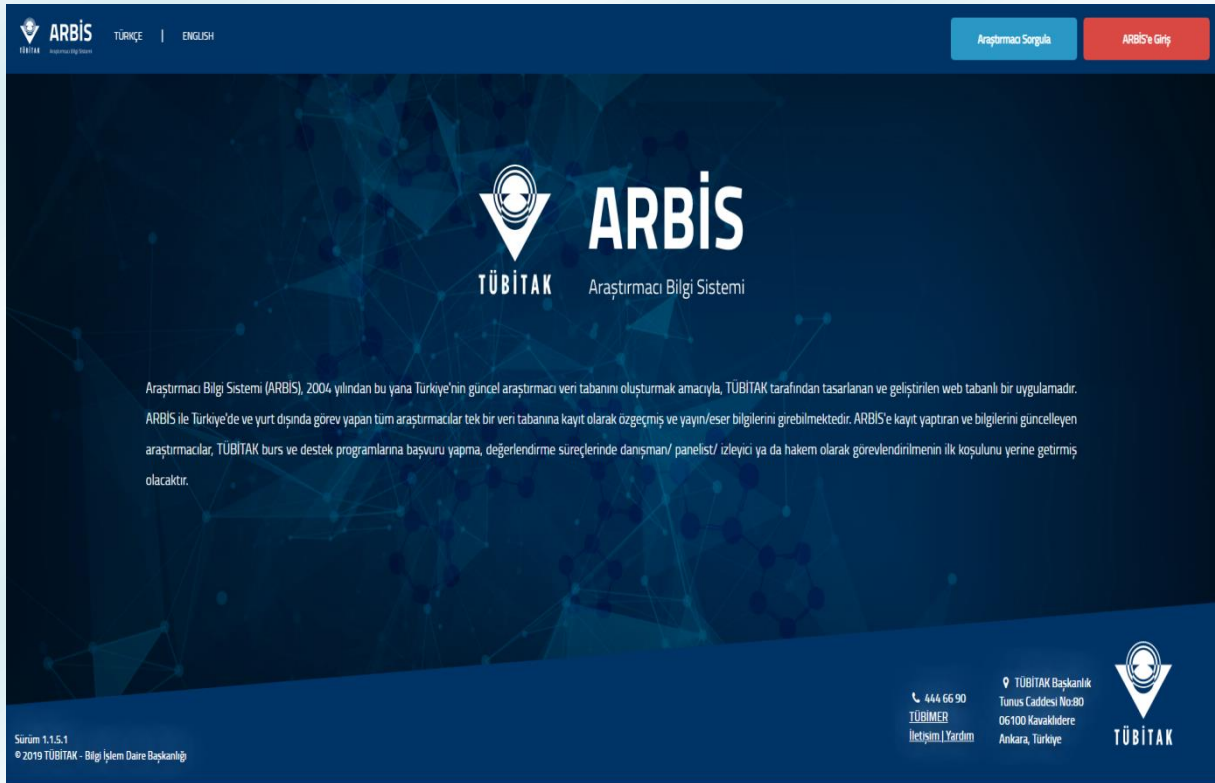 ARBİS
TÜBİTAK Araştırmacı Bilgi Sistemi
TÜRKÇE | ENGLISH
Araştırmacı Sorgula
ARBİS'e Giriş
ARBİS
TÜBİTAK Araştırmacı Bilgi Sistemi
Araştırmacı Bilgi Sistemi (ARBİS), 2004 yılından bu yana Türkiye'nin güncel araştırmacı veri tabanını oluşturmak amacıyla, TÜBİTAK tarafından tasarlanan ve geliştirilen web tabanlı bir uygulamadır.
ARBİS ile Türkiye'de ve yurt dışında görev yapan tüm araştırmacılar tek bir veri tabanına kayıt olarak özgeçmiş ve yayın/eser bilgilerini girebilmektedir. ARBİS'e kayıt yaptıran ve bilgilerini güncelleyen
araştırmacılar, TÜBİTAK burs ve destek programlarına başvuru yapma, değerlendirme süreçlerinde danışman/ panelist/ izleyici ya da hakem olarak görevlendirilmenin ilk koşulunu yerine getirmiş
olacaktır.
Sürüm 1.1.5.1
© 2019 TÜBİTAK - Bilgi İşlem Daire Başkanlığı
444 66 90
TÜBİMER
İletişim | Yardım
TÜBİTAK Başkanlık
Tunus Caddesi No:80
06100 Kavaklıdere
Ankara, Türkiye
TÜBİTAK